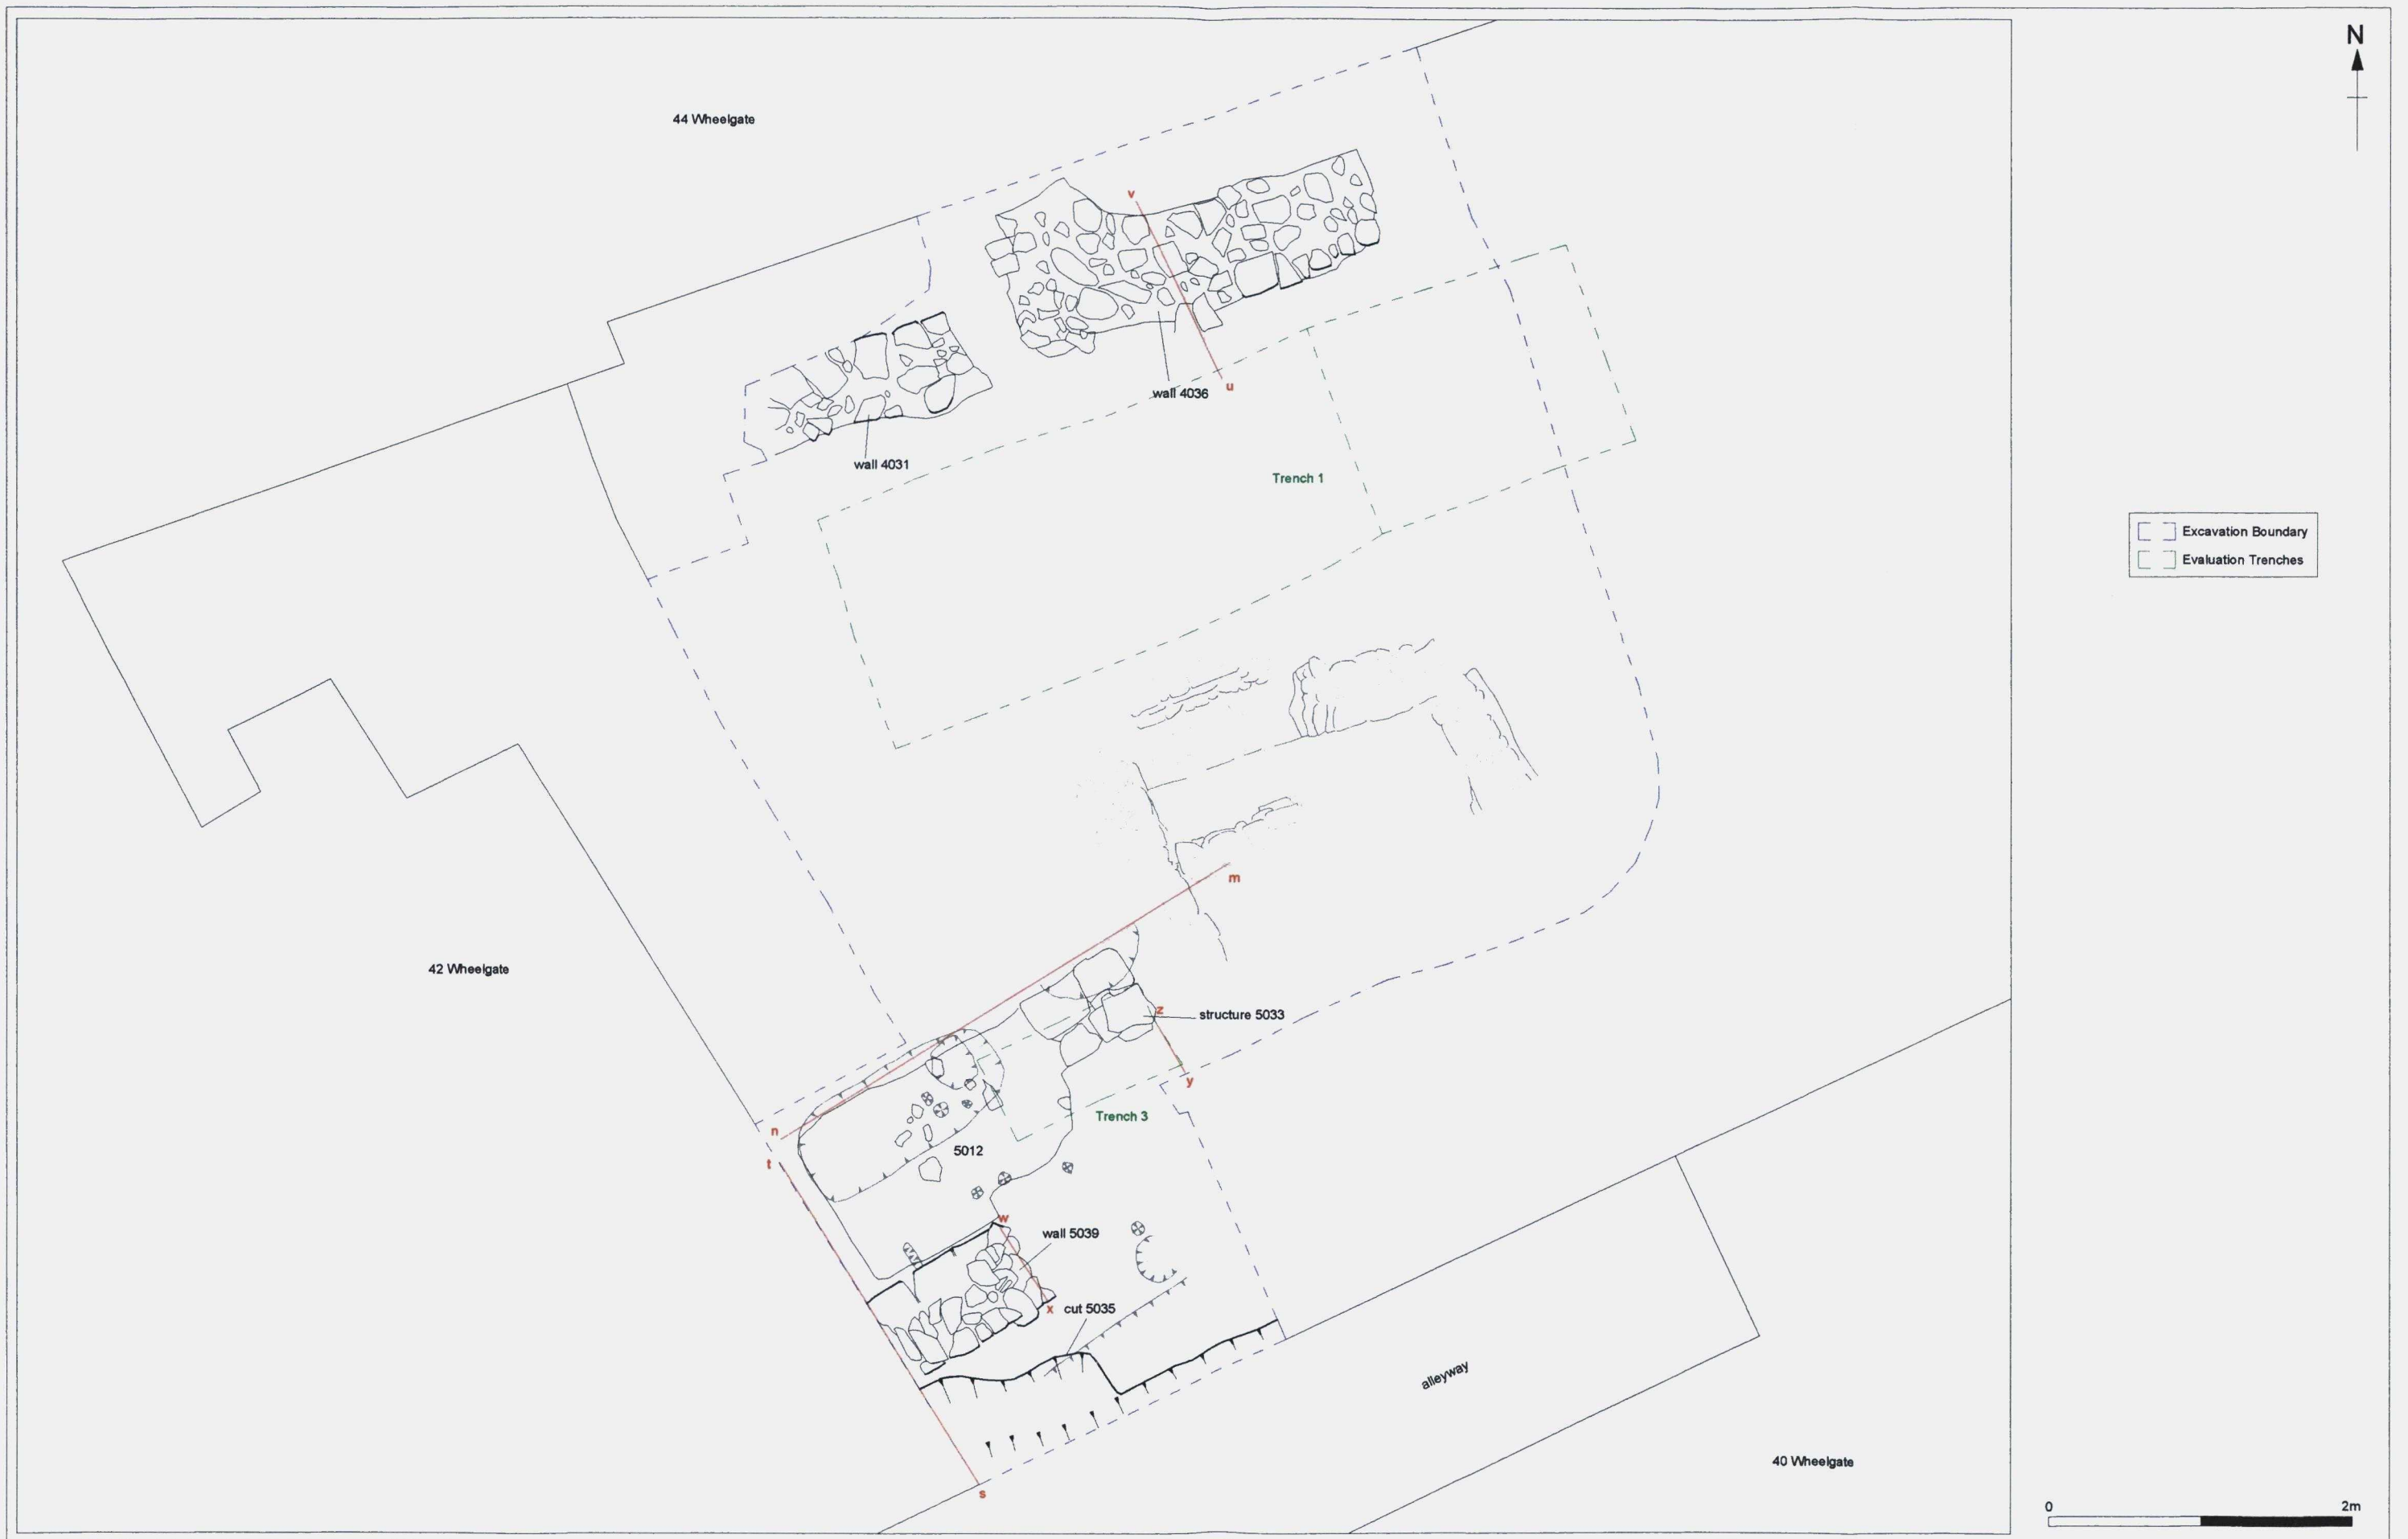 N
44 Wheelgate
v
wall 4036
u
wall 4031
Trench 1
Excavation Boundary
Evaluation Trenches
m
42 Wheelgate
z
structure 5033
y
Trench 3
n
t
5012
w
wall 5039
x
cut 5035
alleyway
40 Wheelgate
s
0
2m